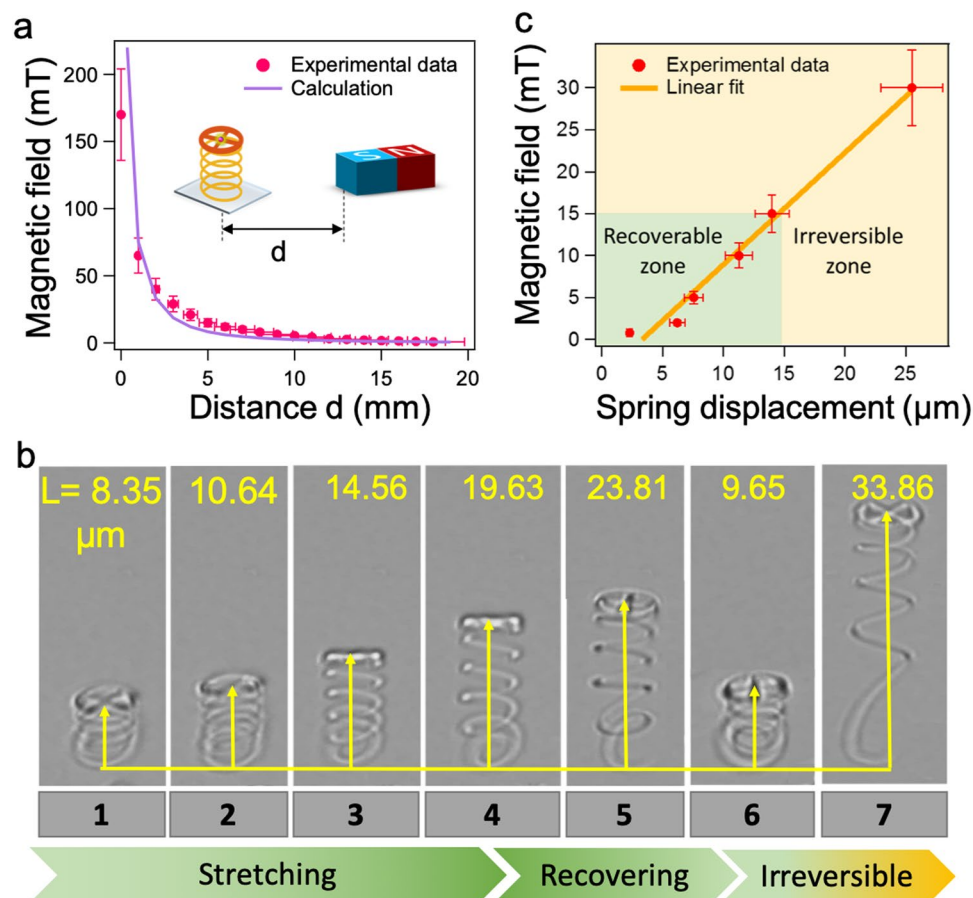 a
Magnetic field (mT)
200
150
100
50
0
Experimental data
Calculation
S N
d
0 5 10 15 20
Distance d (mm)
c
Magnetic field (mT)
30
25
20
15
10
5
0
Experimental data
Linear fit
Recoverable
zone
Irreversible
zone
0 5 10 15 20 25
Spring displacement (µm)
b
L= 8.35
µm
10.64
14.56
19.63
23.81
9.65
33.86
1 2 3 4 5 6 7
Stretching
Recovering
Irreversible